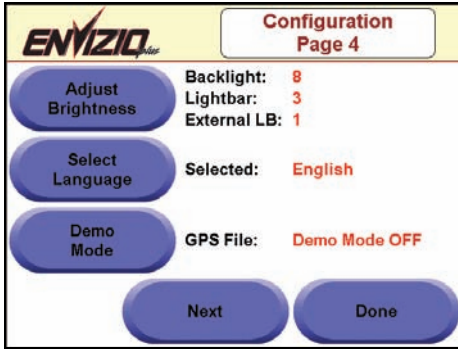 ENVIZIO plus
Configuration
Page 4
Adjust
Brightness
Backlight: 8
Lightbar: 3
External LB: 1
Select
Language
Selected: English
Demo
Mode
GPS File: Demo Mode OFF
Next
Done